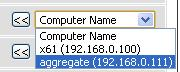 << Computer Name
Computer Name
x61 (192.168.0.100)
<< aggregate (192.168.0.111)